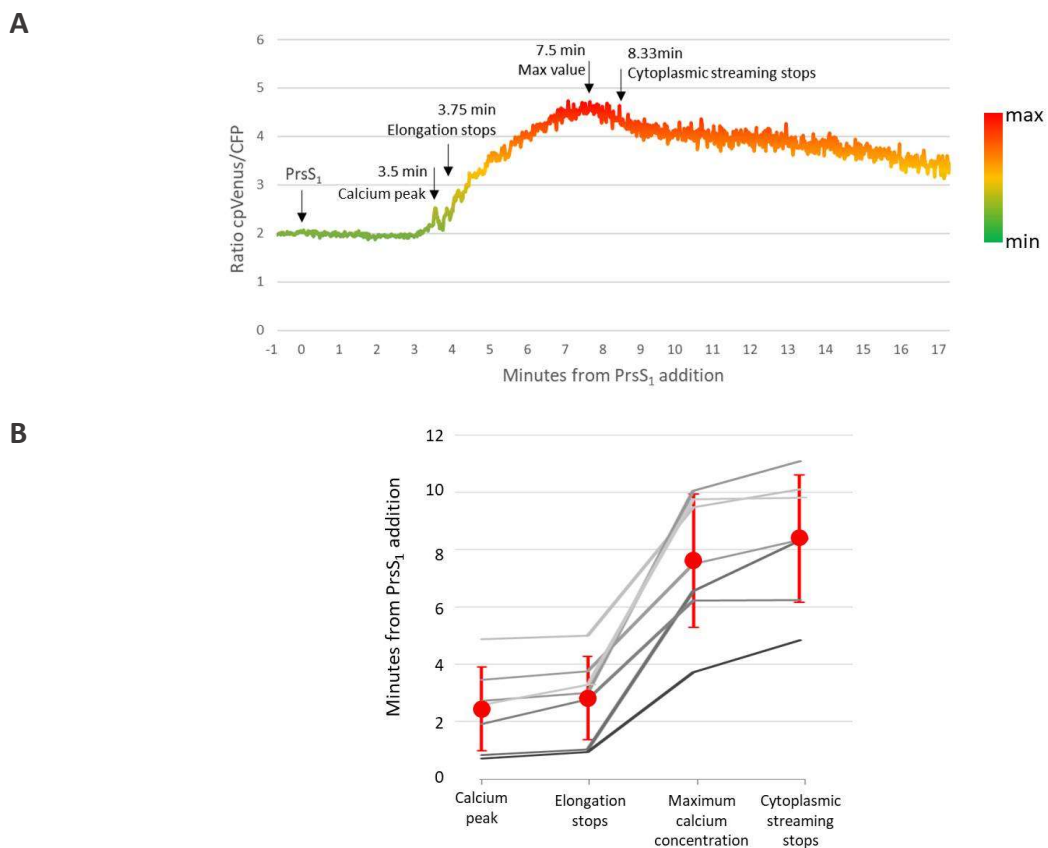 A
6
5
4
3
2
1
0
Ratio cpVenus/CFP
PrsS₁
3.5 min
Calcium peak
3.75 min
Elongation stops
7.5 min
Max value
8.33min
Cytoplasmic streaming stops
max
min
-1 0 1 2 3 4 5 6 7 8 9 10 11 12 13 14 15 16 17
Minutes from PrsS₁ addition
B
12
10
8
6
4
2
0
Minutes from PrsS₁ addition
Calcium
peak
Elongation
stops
Maximum
calcium
concentration
Cytoplasmic
streaming
stops